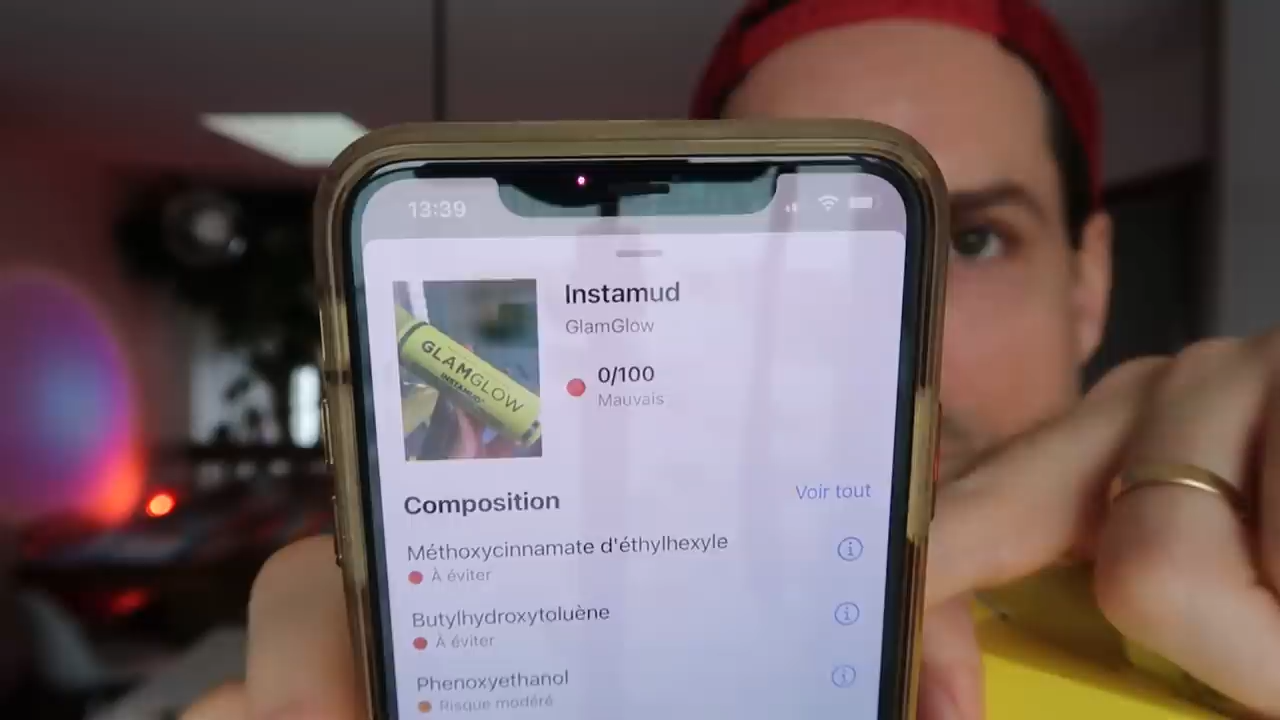 13:39
Instamud
GlamGlow
0/100
Mauvais
GLAMGLOW
INSTAMUD
Composition
Voir tout
Méthoxycinnamate d'éthylhexyle
À éviter
Butylhydroxytoluène
À éviter
Phenoxyethanol
Risque modéré